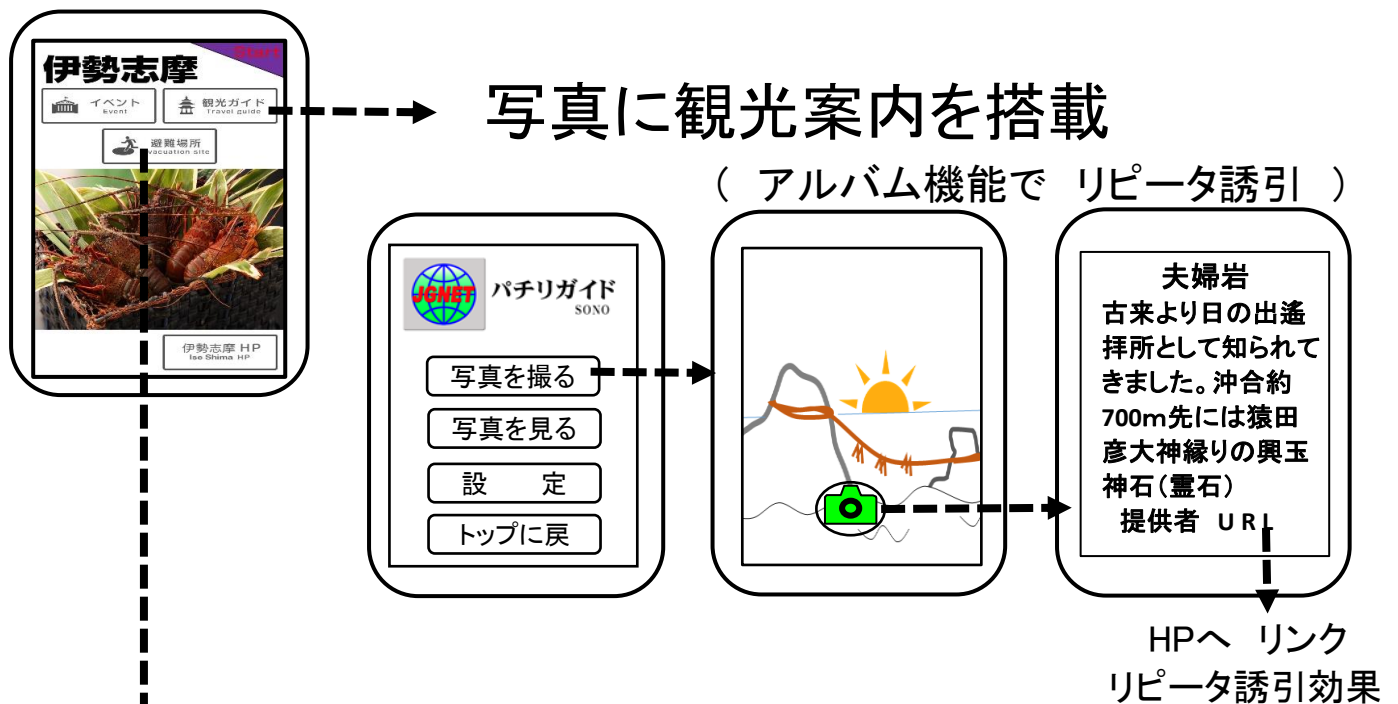 伊勢志摩
Start
イベント
Event
観光ガイド
Travel guide
避難場所
vacuation site
伊勢志摩 HP
Ise Shima HP
写真に観光案内を搭載
（ アルバム機能で リピータ誘引 ）
JGNET
パチリガイド
SONO
写真を撮る
写真を見る
設 定
トップに戻
夫婦岩
古来より日の出遙
拝所として知られて
きました。沖合約
700m先には猿田
彦大神縁りの興玉
神石（霊石）
提供者 ＵＲＬ
HPへ リンク
リピータ誘引効果